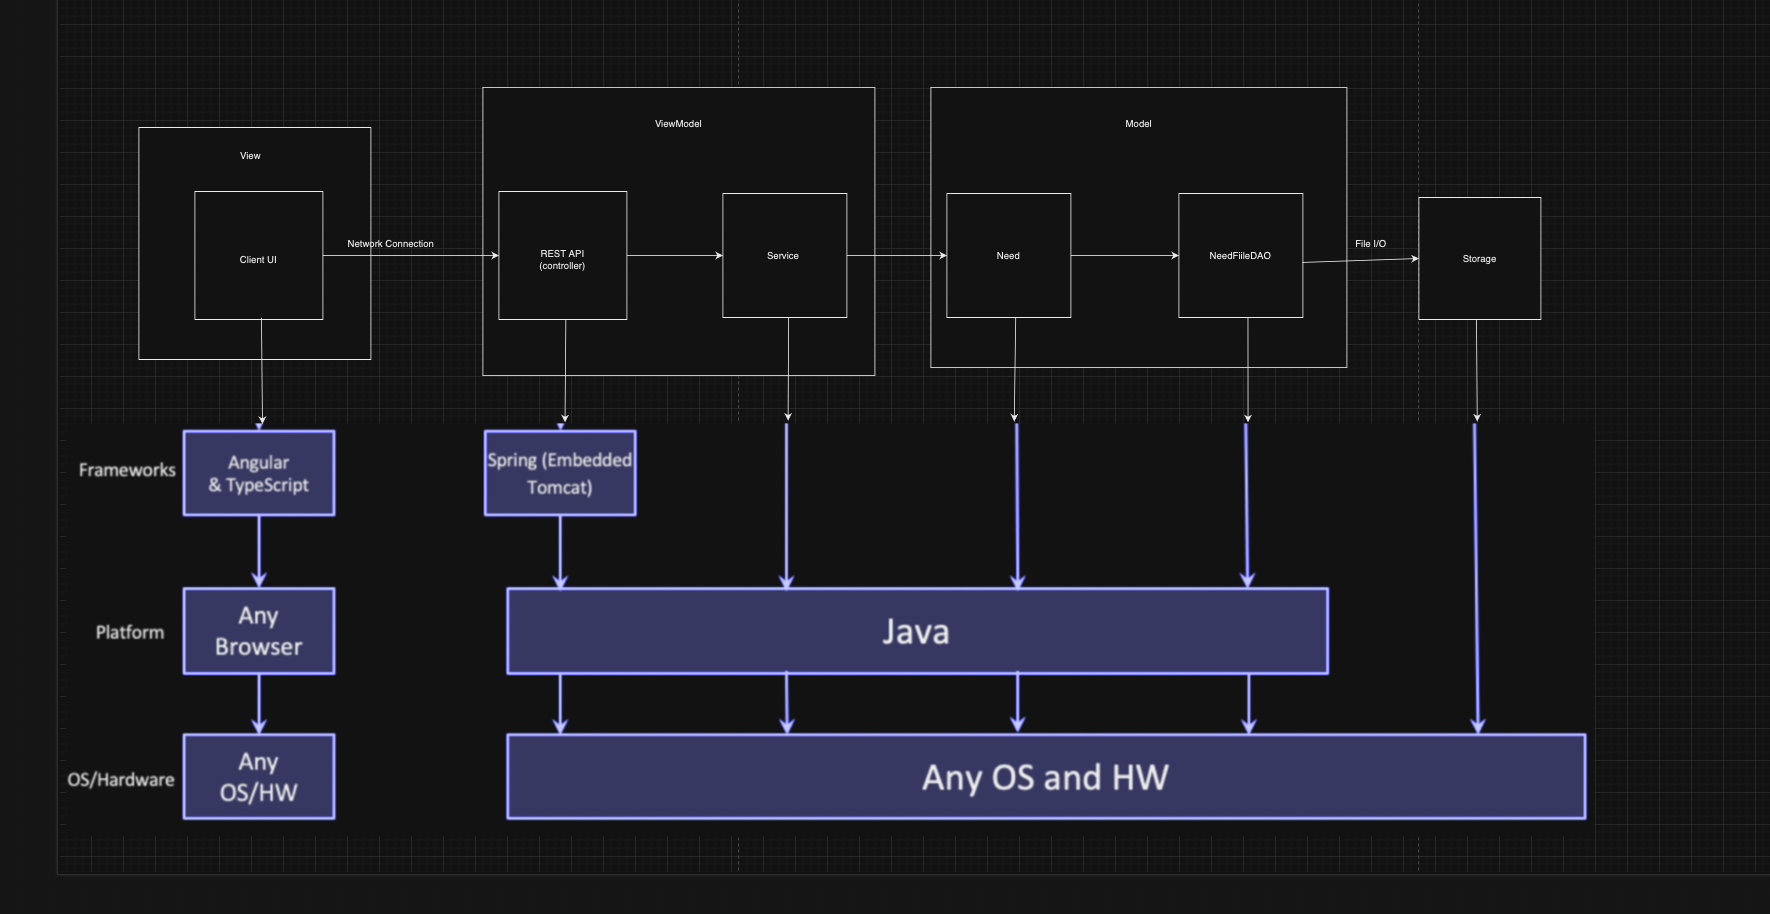 View
Client UI
Network Connection
ViewModel
REST API
(controller)
Service
Model
Need
NeedFiileDAO
File I/O
Storage
Frameworks
Angular
& TypeScript
Spring (Embedded
Tomcat)
Platform
Any
Browser
Java
OS/Hardware
Any
OS/HW
Any OS and HW